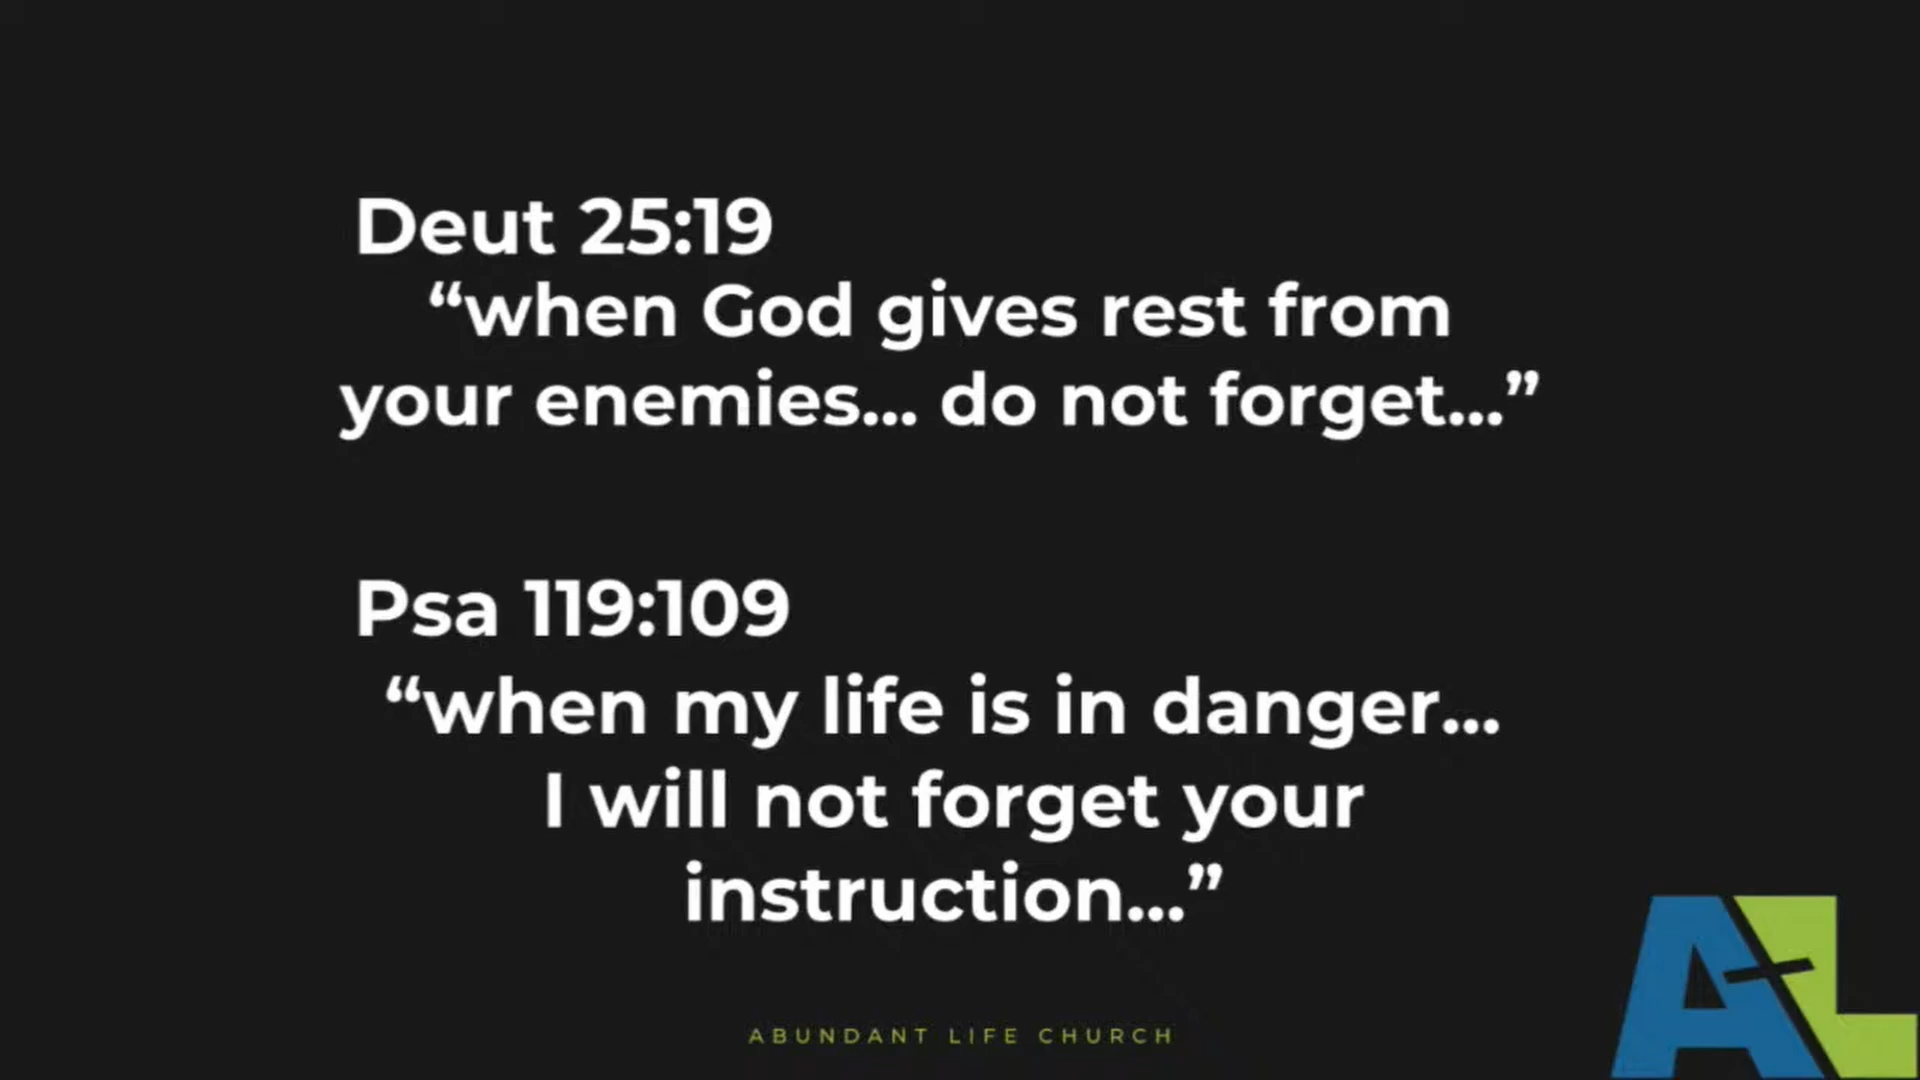 Deut 25:19
“when God gives rest from
your enemies... do not forget...”
Psa 119:109
“when my life is in danger...
I will not forget your
instruction...”
ABUNDANT LIFE CHURCH
AL